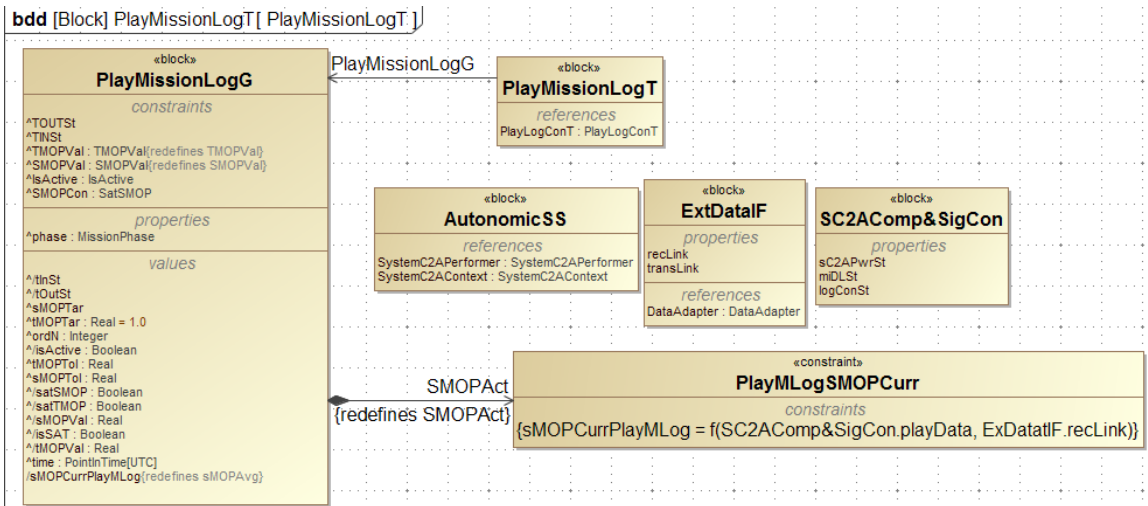 bdd [Block] PlayMissionLogT[ PlayMissionLogT ]
«block»
PlayMissionLogG
constraints
^TOUTSt
^TINSt
^TMOPVal : TMOPVal{redefines TMOPVal}
^SMOPVal : SMOPVal{redefines SMOPVal}
^IsActive : IsActive
^SMOPCon : SatSMOP
properties
^phase : MissionPhase
values
^/tInSt
^/tOutSt
^sMOPTar
^tMOPTar : Real = 1.0
^ordN : Integer
^/isActive : Boolean
^tMOPTol : Real
^sMOPTol : Real
^/satSMOP : Boolean
^/satTMOP : Boolean
^/sMOPVal : Real
^/isSAT : Boolean
^/tMOPVal : Real
^time : PointInTime[UTC]
/sMOPCurrPlayMLog{redefines sMOPAvg}
PlayMissionLogG
«block»
PlayMissionLogT
references
PlayLogConT : PlayLogConT
«block»
AutonomicSS
references
SystemC2APerformer : SystemC2APerformer
SystemC2AContext : SystemC2AContext
«block»
ExtDataIF
properties
recLink
transLink
references
DataAdapter : DataAdapter
«block»
SC2AComp&SigCon
properties
sC2APwrSt
miDLSt
logConSt
SMOPAct
{redefines SMOPAct}
«constraint»
PlayMLogSMOPCurr
constraints
{sMOPCurrPlayMLog = f(SC2AComp&SigCon.playData, ExDatatIF.recLink)}